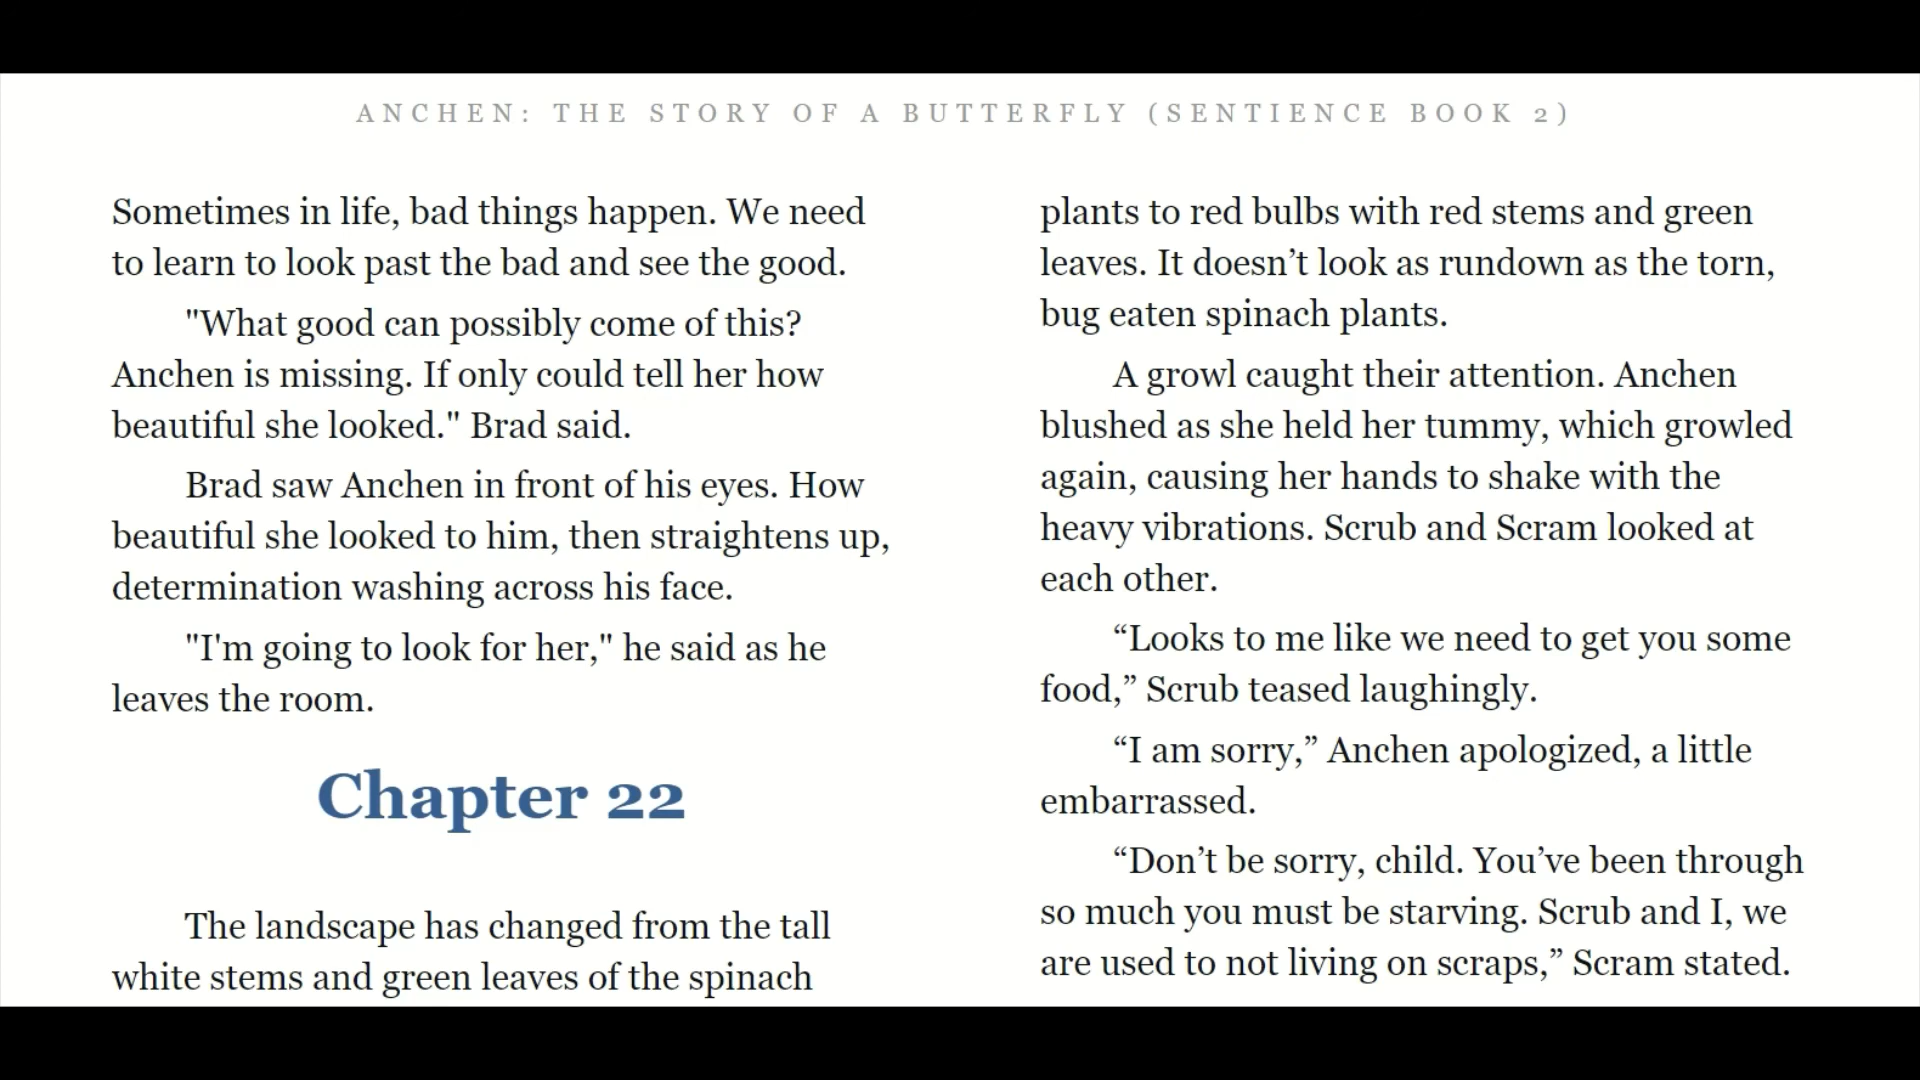 ANCHEN: THE STORY OF A BUTTERFLY (SENTIENCE BOOK 2)
Sometimes in life, bad things happen. We need
to learn to look past the bad and see the good.
"What good can possibly come of this?
Anchen is missing. If only could tell her how
beautiful she looked." Brad said.
Brad saw Anchen in front of his eyes. How
beautiful she looked to him, then straightens up,
determination washing across his face.
"I'm going to look for her," he said as he
leaves the room.
Chapter 22
The landscape has changed from the tall
white stems and green leaves of the spinach
plants to red bulbs with red stems and green
leaves. It doesn’t look as rundown as the torn,
bug eaten spinach plants.
A growl caught their attention. Anchen
blushed as she held her tummy, which growled
again, causing her hands to shake with the
heavy vibrations. Scrub and Scram looked at
each other.
“Looks to me like we need to get you some
food,” Scrub teased laughingly.
“I am sorry,” Anchen apologized, a little
embarrassed.
“Don’t be sorry, child. You’ve been through
so much you must be starving. Scrub and I, we
are used to not living on scraps,” Scram stated.